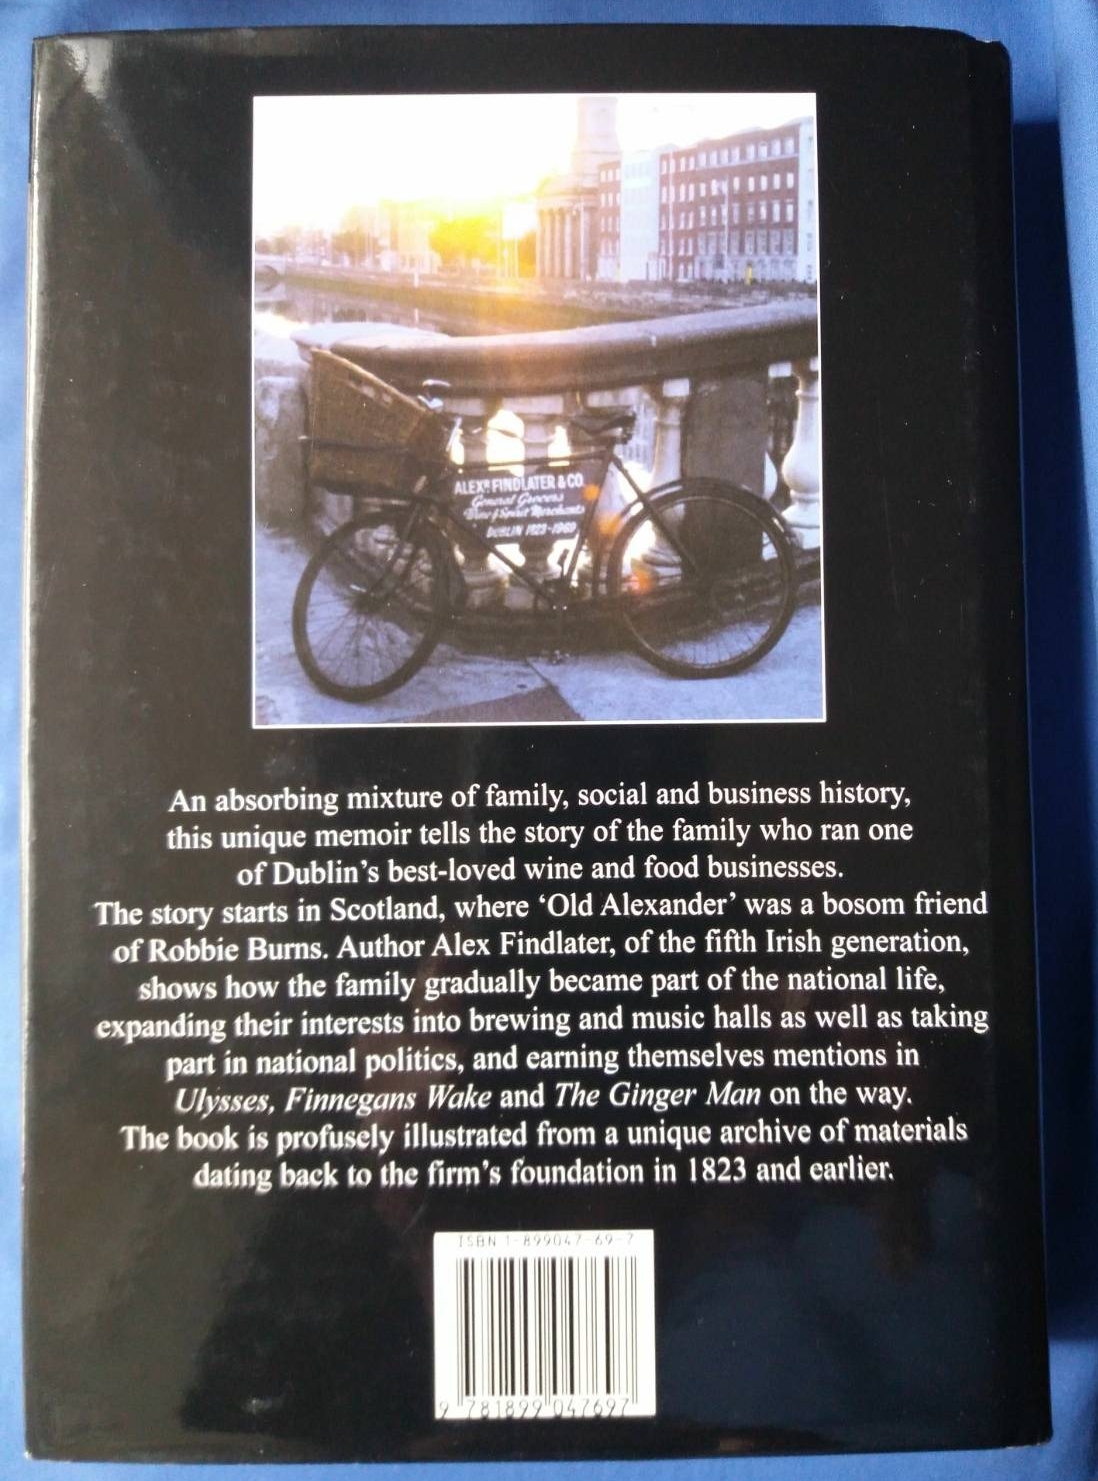 ALEXR. FINDLATER & CO.
General Grocers
Wine & Spirit Merchants
DUBLIN 1823-1969
An absorbing mixture of family, social and business history,
this unique memoir tells the story of the family who ran one
of Dublin's best-loved wine and food businesses.
The story starts in Scotland, where ‘Old Alexander’ was a bosom friend
of Robbie Burns. Author Alex Findlater, of the fifth Irish generation,
shows how the family gradually became part of the national life,
expanding their interests into brewing and music halls as well as taking
part in national politics, and earning themselves mentions in
Ulysses, Finnegans Wake and The Ginger Man on the way.
The book is profusely illustrated from a unique archive of materials
dating back to the firm's foundation in 1823 and earlier.
ISBN 1-899047-69-7
9 781899 047697